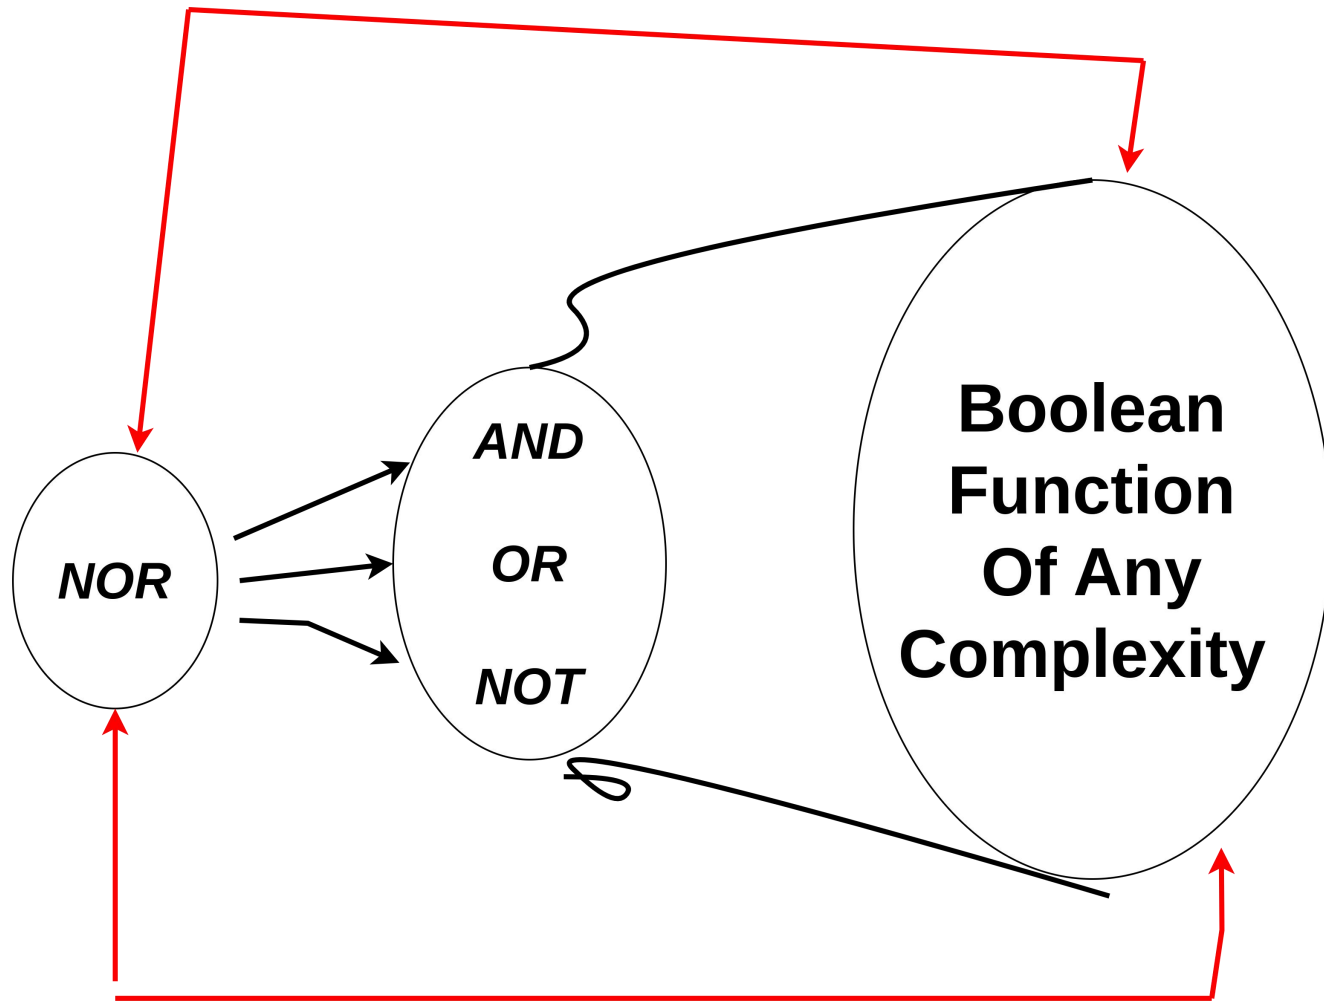 NOR
AND
OR
NOT
Boolean
Function
Of Any
Complexity